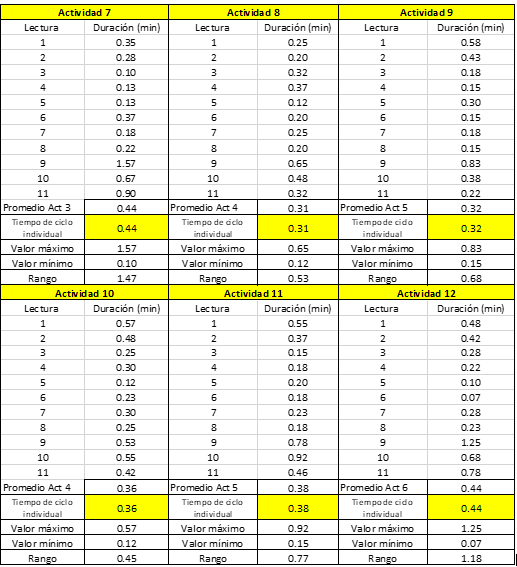 Actividad 7 Actividad 8 Actividad 9
Lectura Duración (min) Lectura Duración (min) Lectura Duración (min)
1 0.35 1 0.25 1 0.58
2 0.28 2 0.20 2 0.43
3 0.10 3 0.32 3 0.18
4 0.13 4 0.37 4 0.15
5 0.13 5 0.12 5 0.30
6 0.37 6 0.20 6 0.15
7 0.18 7 0.25 7 0.18
8 0.22 8 0.20 8 0.15
9 1.57 9 0.65 9 0.83
10 0.67 10 0.48 10 0.38
11 0.90 11 0.32 11 0.22
Promedio Act 3 0.44 Promedio Act 4 0.31 Promedio Act 5 0.32
Tiempo de ciclo individual 0.44 Tiempo de ciclo individual 0.31 Tiempo de ciclo individual 0.32
Valor máximo 1.57 Valor máximo 0.65 Valor máximo 0.83
Valor mínimo 0.10 Valor mínimo 0.12 Valor mínimo 0.15
Rango 1.47 Rango 0.53 Rango 0.68
Actividad 10 Actividad 11 Actividad 12
Lectura Duración (min) Lectura Duración (min) Lectura Duración (min)
1 0.57 1 0.55 1 0.48
2 0.48 2 0.37 2 0.42
3 0.25 3 0.15 3 0.28
4 0.30 4 0.18 4 0.22
5 0.12 5 0.20 5 0.10
6 0.23 6 0.18 6 0.07
7 0.30 7 0.23 7 0.28
8 0.25 8 0.18 8 0.23
9 0.53 9 0.78 9 1.25
10 0.55 10 0.92 10 0.68
11 0.42 11 0.46 11 0.78
Promedio Act 4 0.36 Promedio Act 5 0.38 Promedio Act 6 0.44
Tiempo de ciclo individual 0.36 Tiempo de ciclo individual 0.38 Tiempo de ciclo individual 0.44
Valor máximo 0.57 Valor máximo 0.92 Valor máximo 1.25
Valor mínimo 0.12 Valor mínimo 0.15 Valor mínimo 0.07
Rango 0.45 Rango 0.77 Rango 1.18